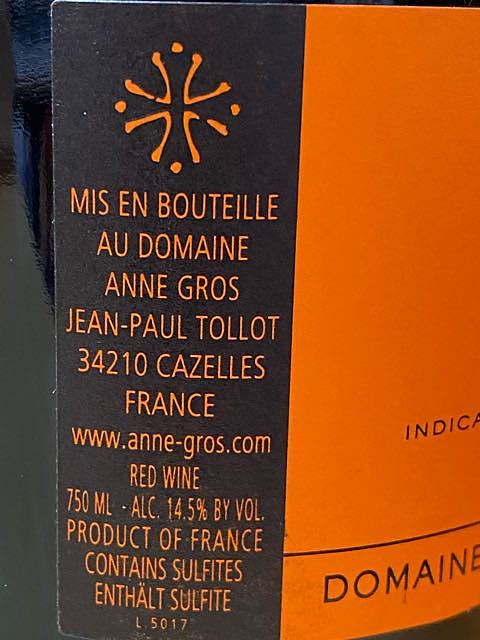 MIS EN BOUTEILLE
AU DOMAINE
ANNE GROS
JEAN-PAUL TOLLOT
34210 CAZELLES
FRANCE
www.anne-gros.com
RED WINE
750 ML - ALC. 14.5% BY VOL.
PRODUCT OF FRANCE
CONTAINS SULFITES
ENTHÄLT SULFITE
L.5017
INDICA
DOMAINE